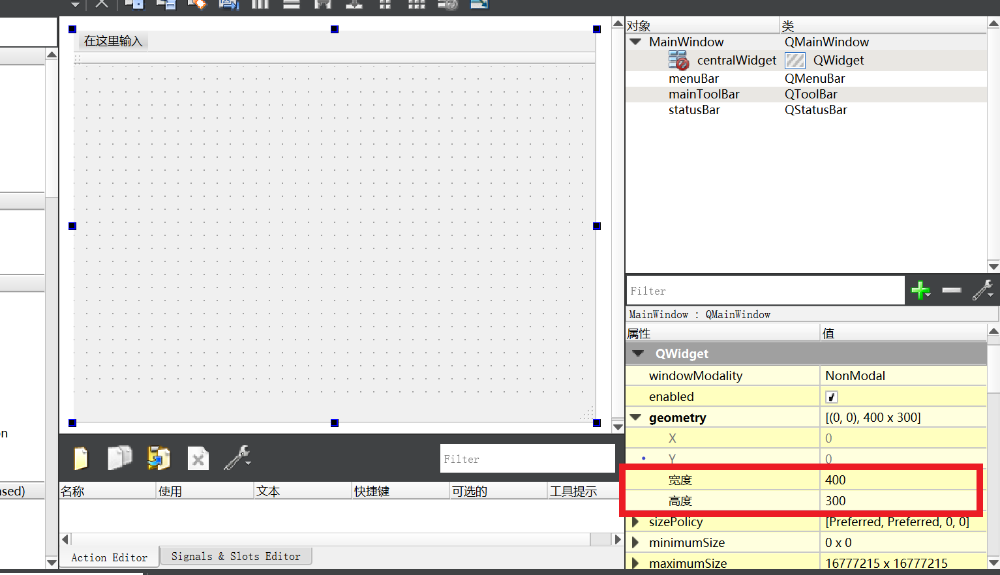 在这里输入
对象 类
MainWindow QMainWindow
centralWidget QWidget
menuBar QMenuBar
mainToolBar QToolBar
statusBar QStatusBar
Filter
MainWindow : QMainWindow
属性 值
QWidget
windowModality NonModal
enabled
geometry [(0, 0), 400 x 300]
X 0
Y 0
宽度 400
高度 300
sizePolicy [Preferred, Preferred, 0, 0]
minimumSize 0 x 0
maximumSize 16777215 x 16777215
Filter
名称 使用 文本 快捷键 可选的 工具提示
Action Editor Signals & Slots Editor